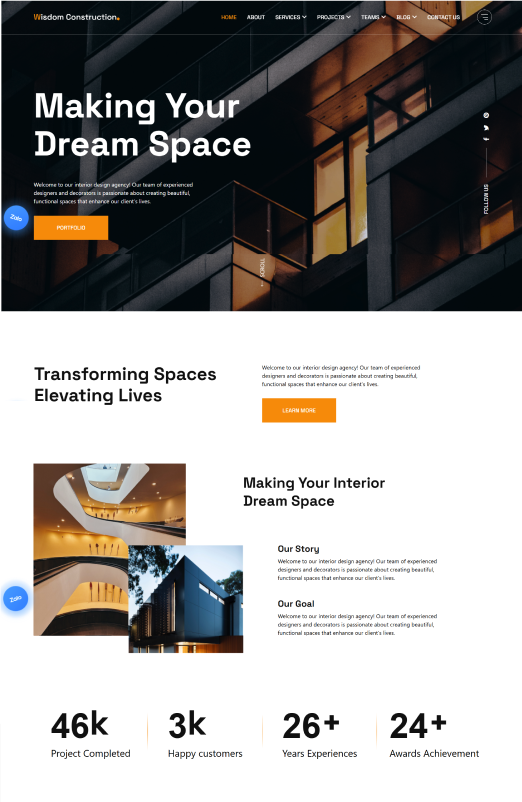 Wisdom Construction.
HOME ABOUT SERVICES PROJECTS TEAMS BLOG CONTACT US
Making Your
Dream Space
Welcome to our interior design agency! Our team of experienced
designers and decorators is passionate about creating beautiful,
functional spaces that enhance our client's lives.
Zalo
PORTFOLIO
FOLLOW US
SCROLL
Transforming Spaces
Elevating Lives
Welcome to our interior design agency! Our team of experienced
designers and decorators is passionate about creating beautiful,
functional spaces that enhance our client's lives.
LEARN MORE
Making Your Interior
Dream Space
Our Story
Welcome to our interior design agency! Our team of experienced
designers and decorators is passionate about creating beautiful,
functional spaces that enhance our client's lives.
Zalo
Our Goal
Welcome to our interior design agency! Our team of experienced
designers and decorators is passionate about creating beautiful,
functional spaces that enhance our client's lives.
46k 3k 26+ 24+
Project Completed Happy customers Years Experiences Awards Achievement